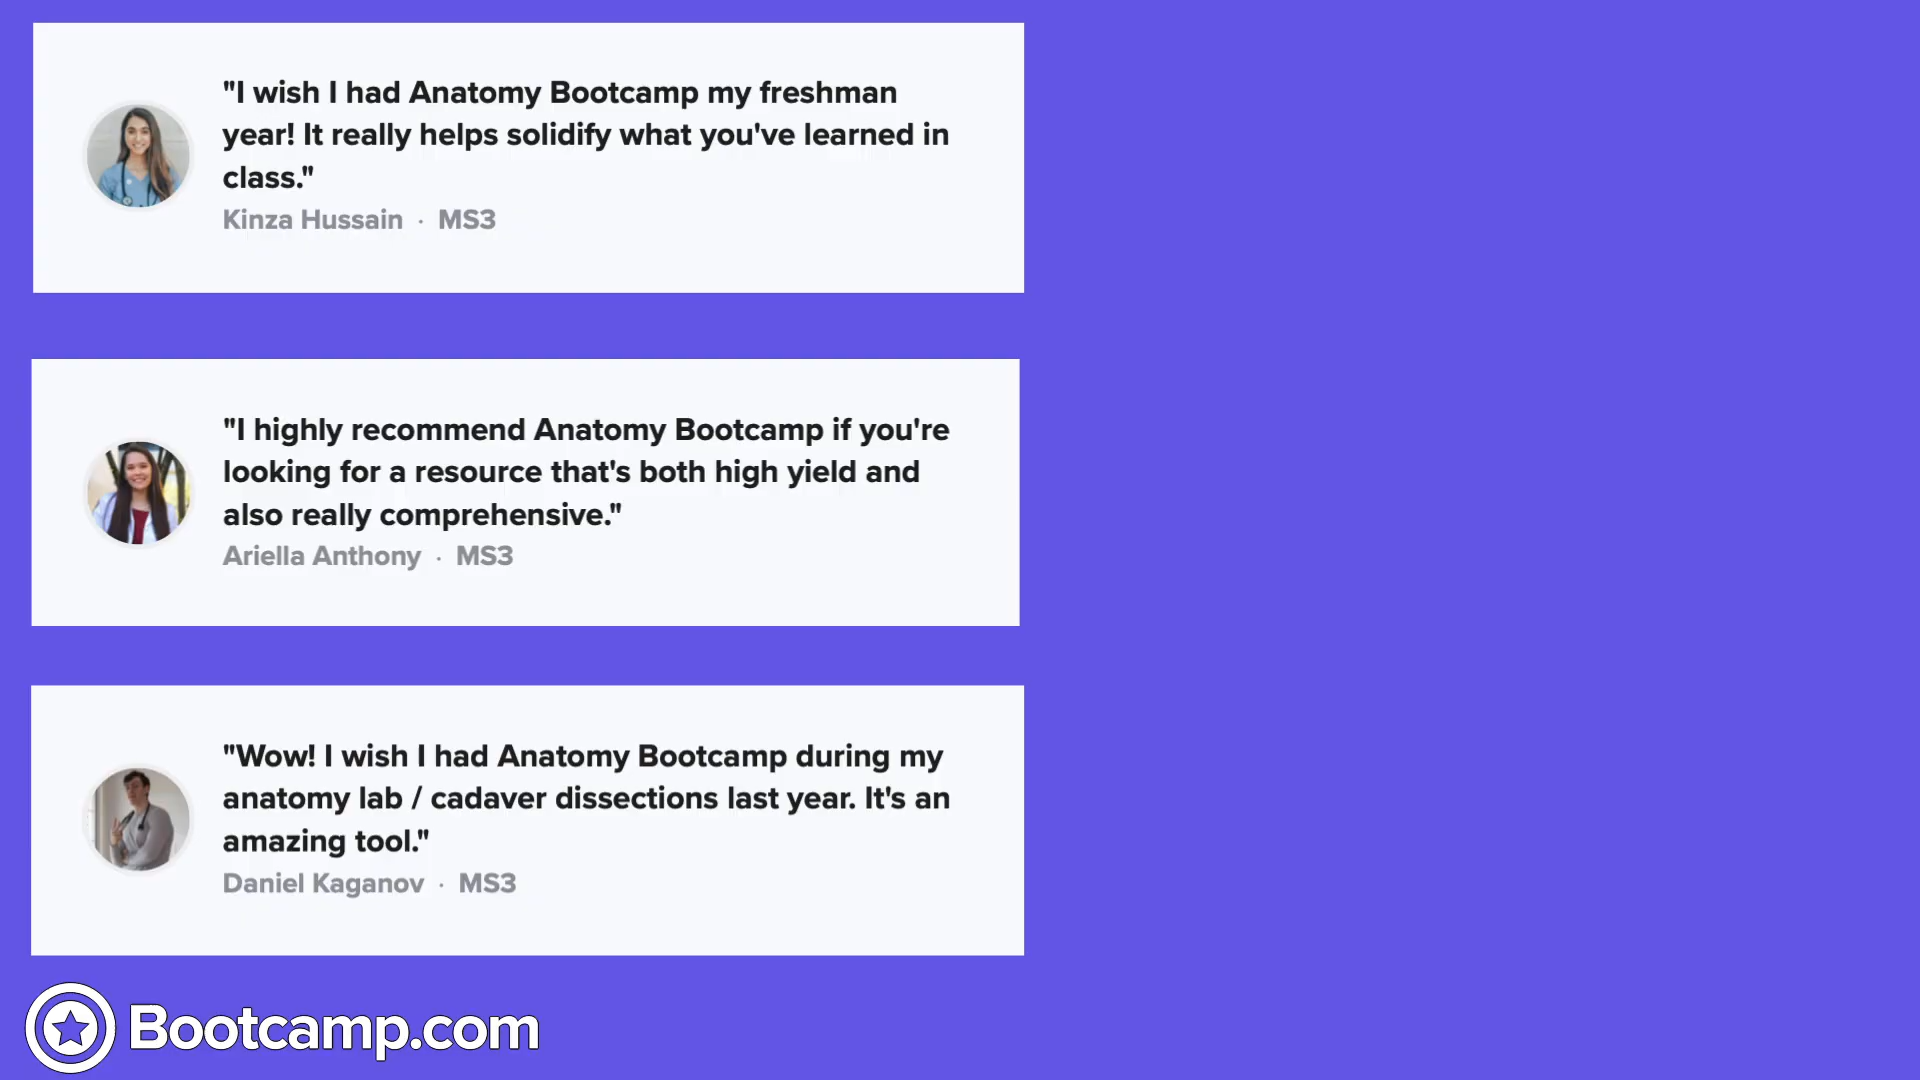 "I wish I had Anatomy Bootcamp my freshman
year! It really helps solidify what you've learned in
class."
Kinza Hussain · MS3
"I highly recommend Anatomy Bootcamp if you're
looking for a resource that's both high yield and
also really comprehensive."
Ariella Anthony · MS3
"Wow! I wish I had Anatomy Bootcamp during my
anatomy lab / cadaver dissections last year. It's an
amazing tool."
Daniel Kaganov · MS3
Bootcamp.com